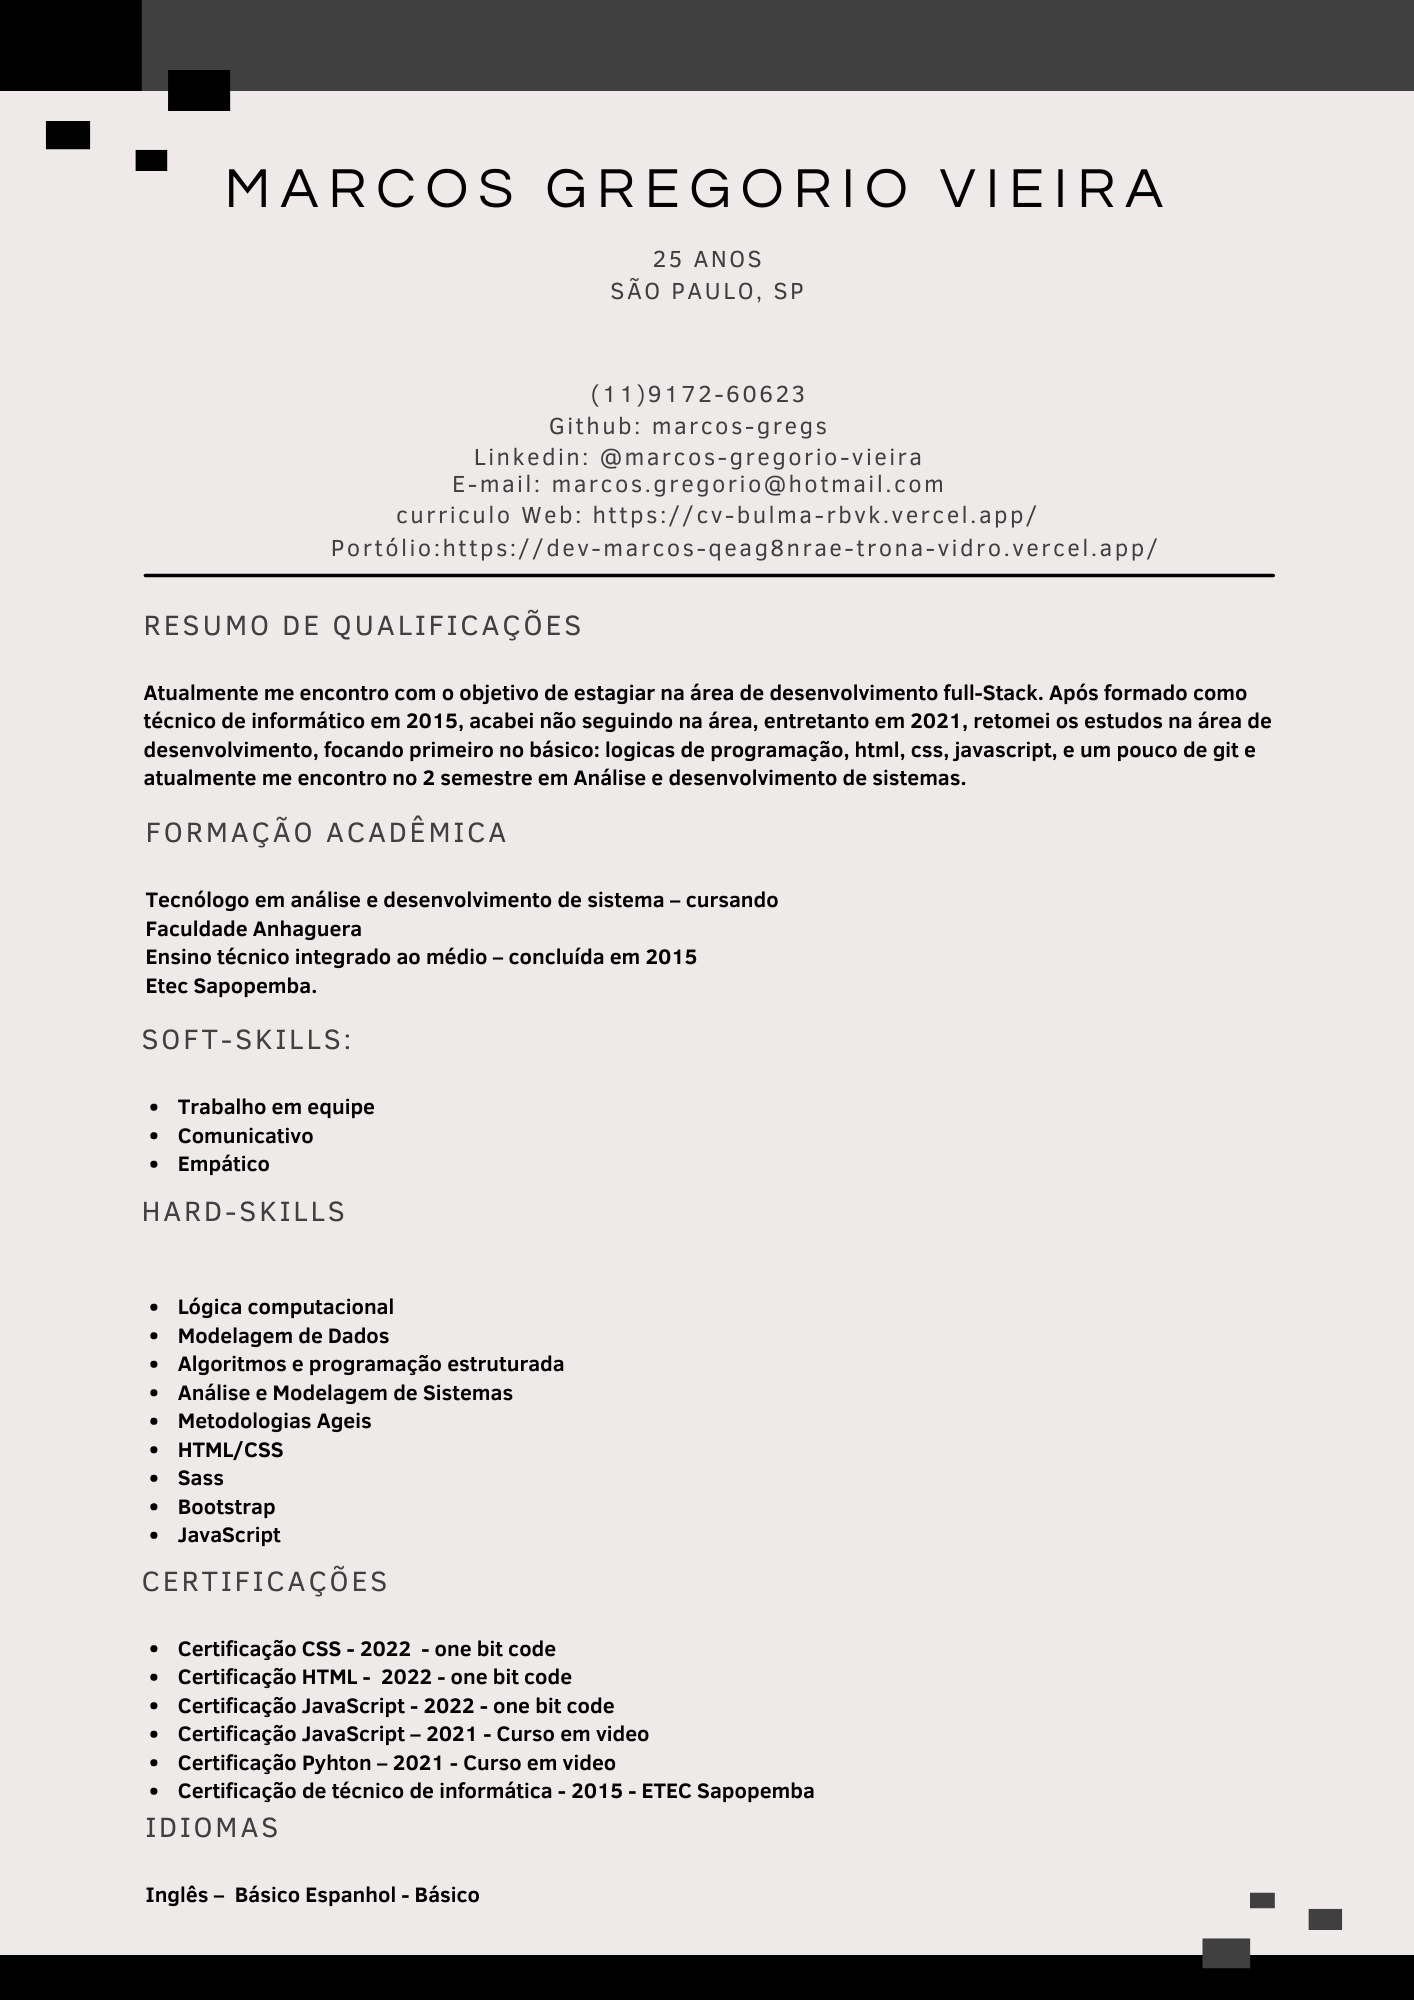 MARCOS GREGORIO VIEIRA
25 ANOS
SÃO PAULO, SP
(11)9172-60623
Github: marcos-gregs
Linkedin: @marcos-gregorio-vieira
E-mail: marcos.gregorio@hotmail.com
curriculo Web: https://cv-bulma-rbvk.vercel.app/
Portólio:https://dev-marcos-qeag8nrae-trona-vidro.vercel.app/
RESUMO DE QUALIFICAÇÕES
Atualmente me encontro com o objetivo de estagiar na área de desenvolvimento full-Stack. Após formado como
técnico de informático em 2015, acabei não seguindo na área, entretanto em 2021, retomei os estudos na área de
desenvolvimento, focando primeiro no básico: logicas de programação, html, css, javascript, e um pouco de git e
atualmente me encontro no 2 semestre em Análise e desenvolvimento de sistemas.
FORMAÇÃO ACADÊMICA
Tecnólogo em análise e desenvolvimento de sistema – cursando
Faculdade Anhaguera
Ensino técnico integrado ao médio – concluída em 2015
Etec Sapopemba.
SOFT-SKILLS:
• Trabalho em equipe
• Comunicativo
• Empático
HARD-SKILLS
• Lógica computacional
• Modelagem de Dados
• Algoritmos e programação estruturada
• Análise e Modelagem de Sistemas
• Metodologias Ageis
• HTML/CSS
• Sass
• Bootstrap
• JavaScript
CERTIFICAÇÕES
• Certificação CSS - 2022  - one bit code
• Certificação HTML -  2022 - one bit code
• Certificação JavaScript - 2022 - one bit code
• Certificação JavaScript – 2021 - Curso em video
• Certificação Pyhton – 2021 - Curso em video
• Certificação de técnico de informática - 2015 - ETEC Sapopemba
IDIOMAS
Inglês –  Básico Espanhol - Básico